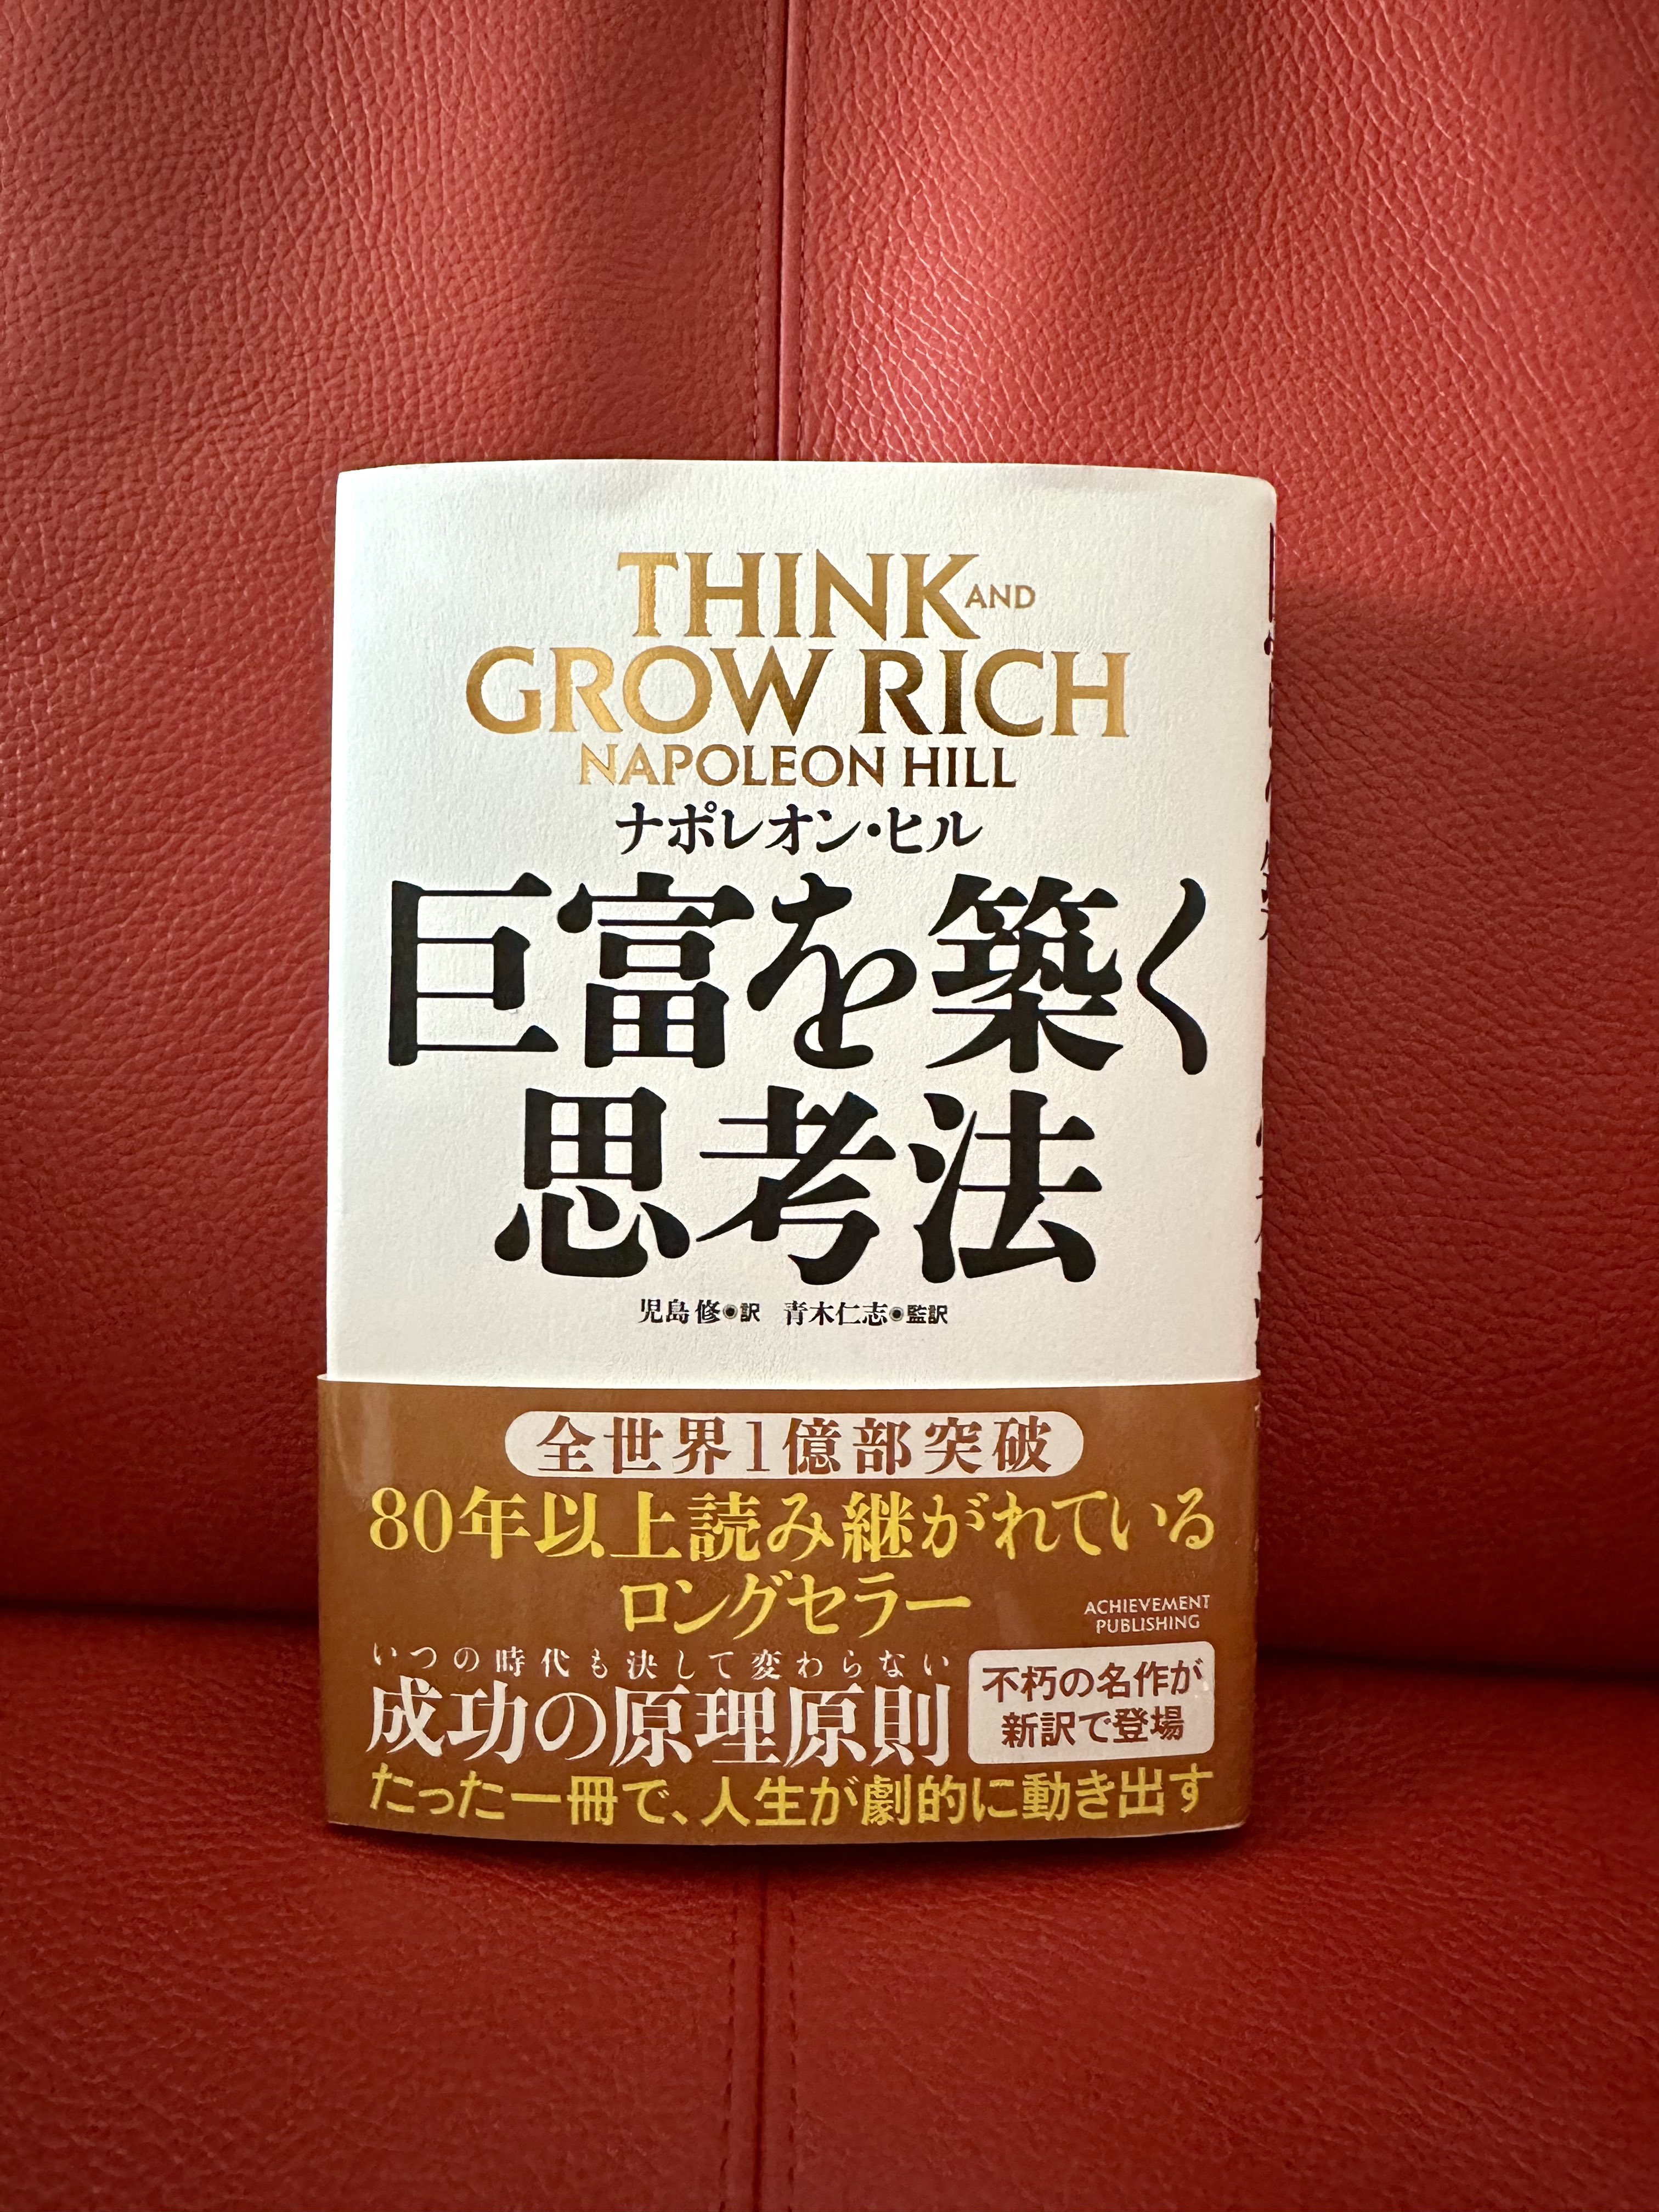 THINK AND
GROW RICH
NAPOLEON HILL
ナポレオン・ヒル
巨富を築く
思考法
児島 修◉訳 青木仁志◉監訳
全世界1億部突破
80年以上読み継がれている
ロングセラー
ACHIEVEMENT
PUBLISHING
いつの時代も決して変わらない
成功の原理原則
不朽の名作が
新訳で登場
たった一冊で、人生が劇的に動き出す